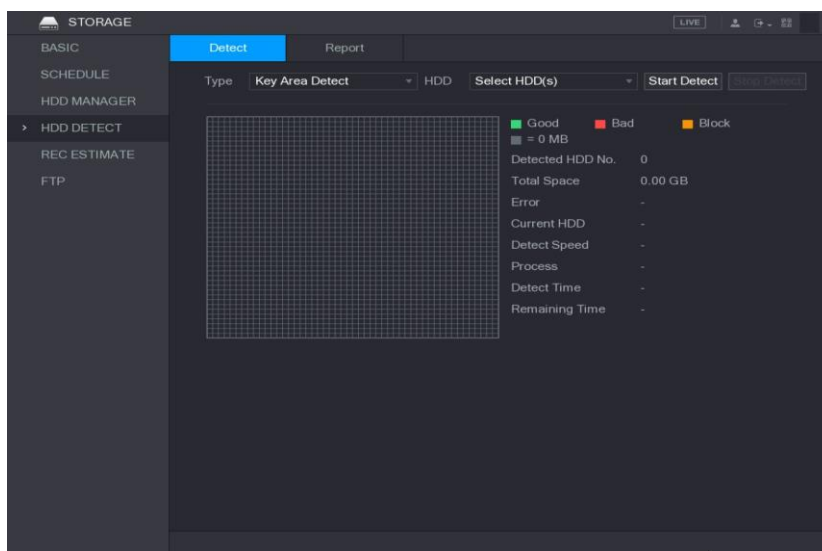 STORAGE LIVE
BASIC
SCHEDULE
HDD MANAGER
HDD DETECT
REC ESTIMATE
FTP
Detect Report
Type Key Area Detect HDD Select HDD(s) Start Detect Stop Detect
Good Bad Block
= 0 MB
Detected HDD No. 0
Total Space 0.00 GB
Error -
Current HDD -
Detect Speed -
Process -
Detect Time -
Remaining Time -